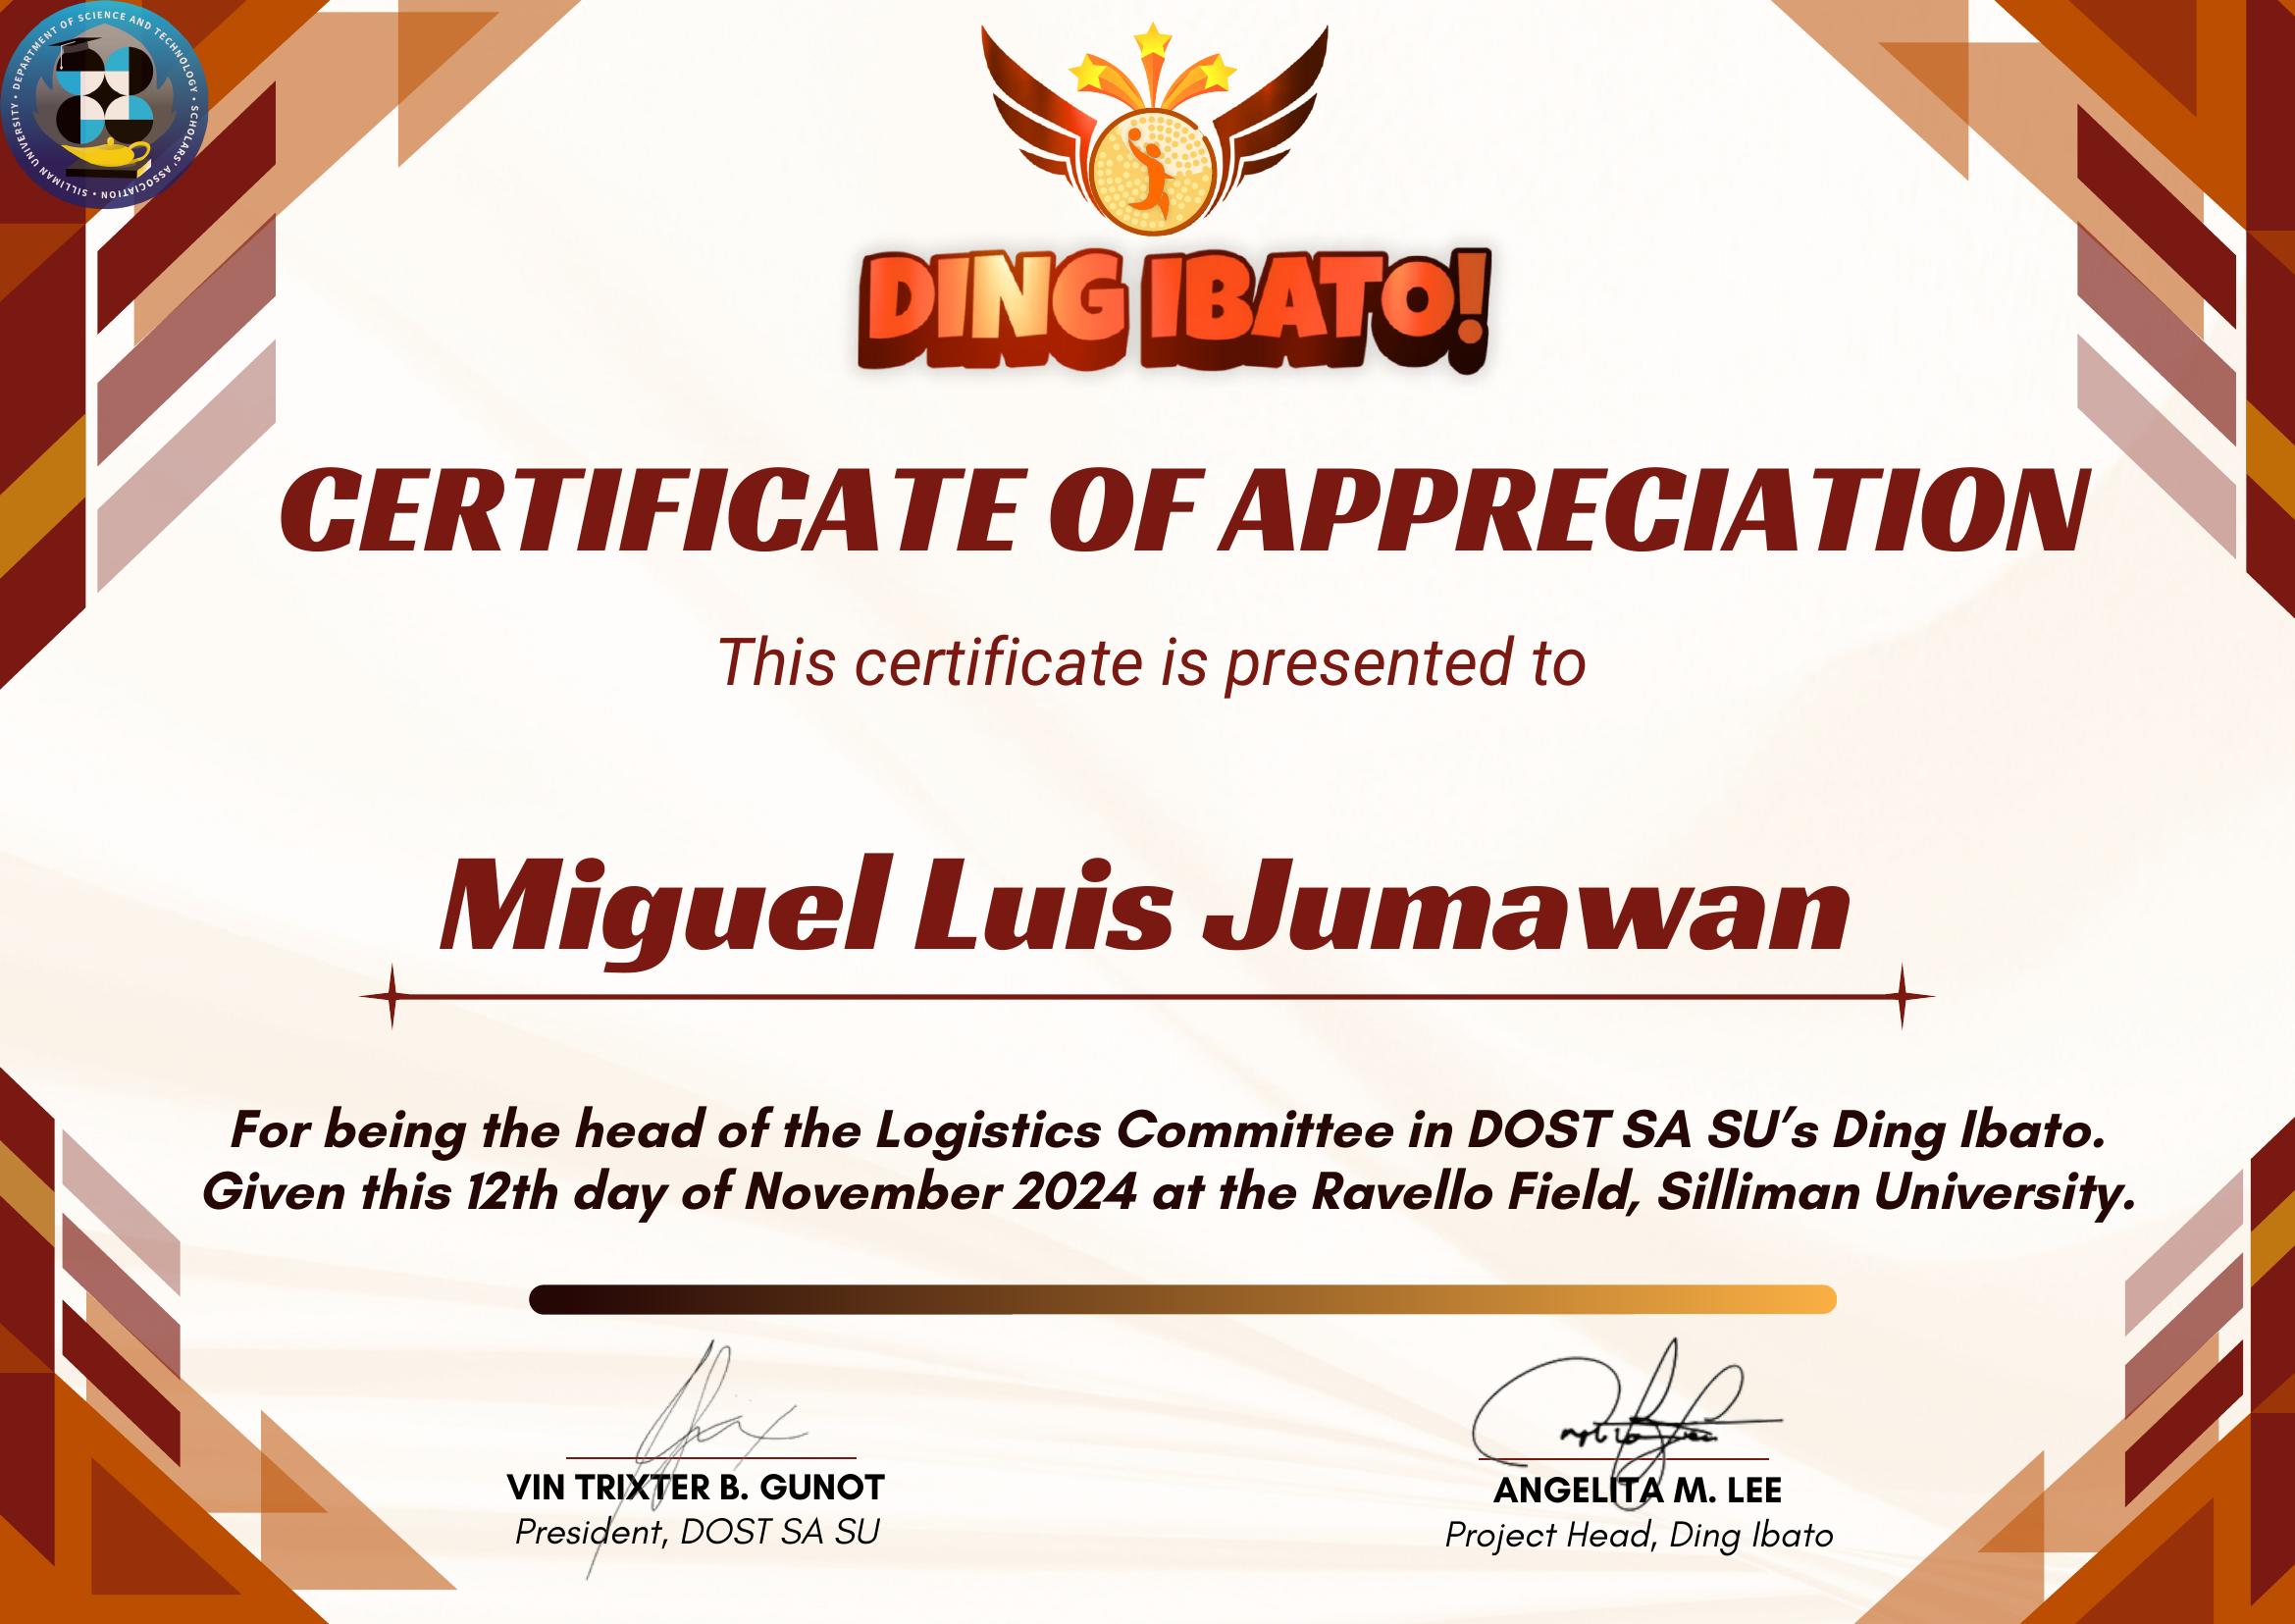 DEPARTMENT OF SCIENCE AND TECHNOLOGY • SCHOLARS' ASSOCIATION • SILLIMAN UNIVERSITY •
DING IBATO!
CERTIFICATE OF APPRECIATION
This certificate is presented to
Miguel Luis Jumawan
For being the head of the Logistics Committee in DOST SA SU’s Ding Ibato.
Given this 12th day of November 2024 at the Ravello Field, Silliman University.
VIN TRIXTER B. GUNOT
President, DOST SA SU
ANGELITA M. LEE
Project Head, Ding Ibato